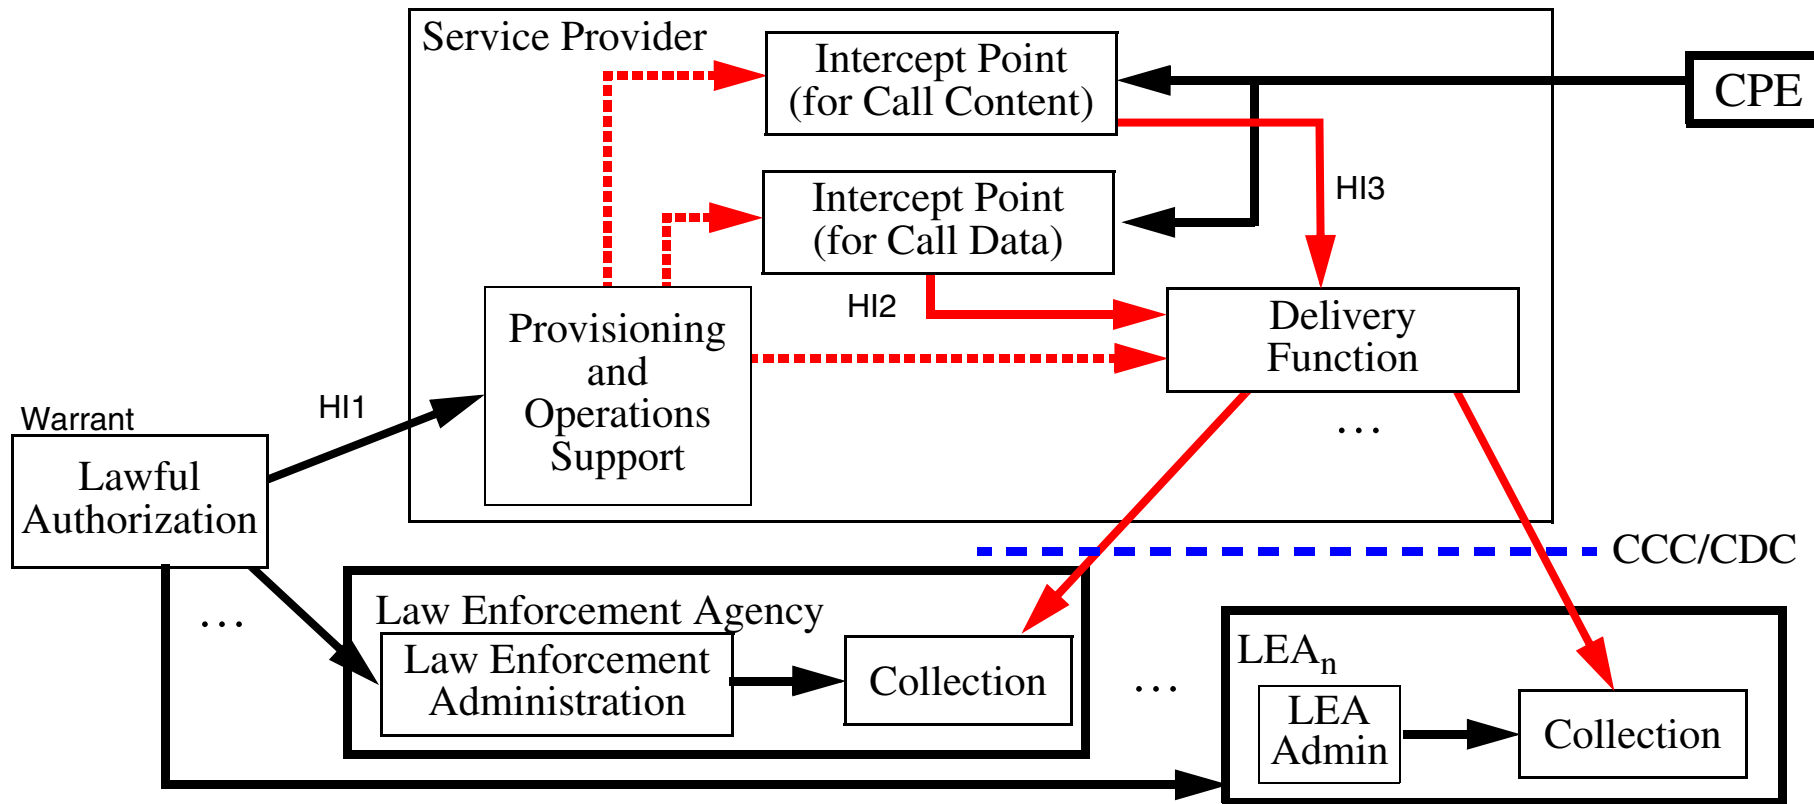 Service Provider
Intercept Point
(for Call Content)
CPE
Intercept Point
(for Call Data)
HI3
HI2
Provisioning
and
Operations
Support
Delivery
Function
...
HI1
Warrant
Lawful
Authorization
...
CCC/CDC
Law Enforcement Agency
Law Enforcement
Administration
Collection
...
LEAn
LEA
Admin
Collection